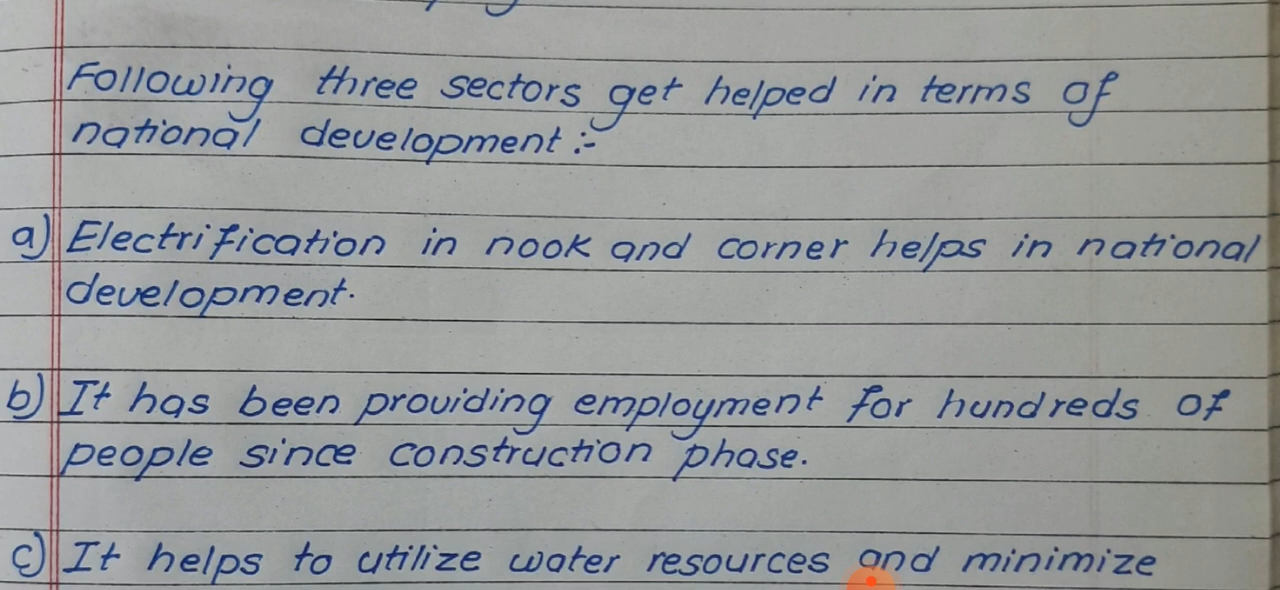 Following three sectors get helped in terms of
national development :-
a) Electrification in nook and corner helps in national
development.
b) It has been providing employment for hundreds of
people since construction phase.
c) It helps to utilize water resources and minimize